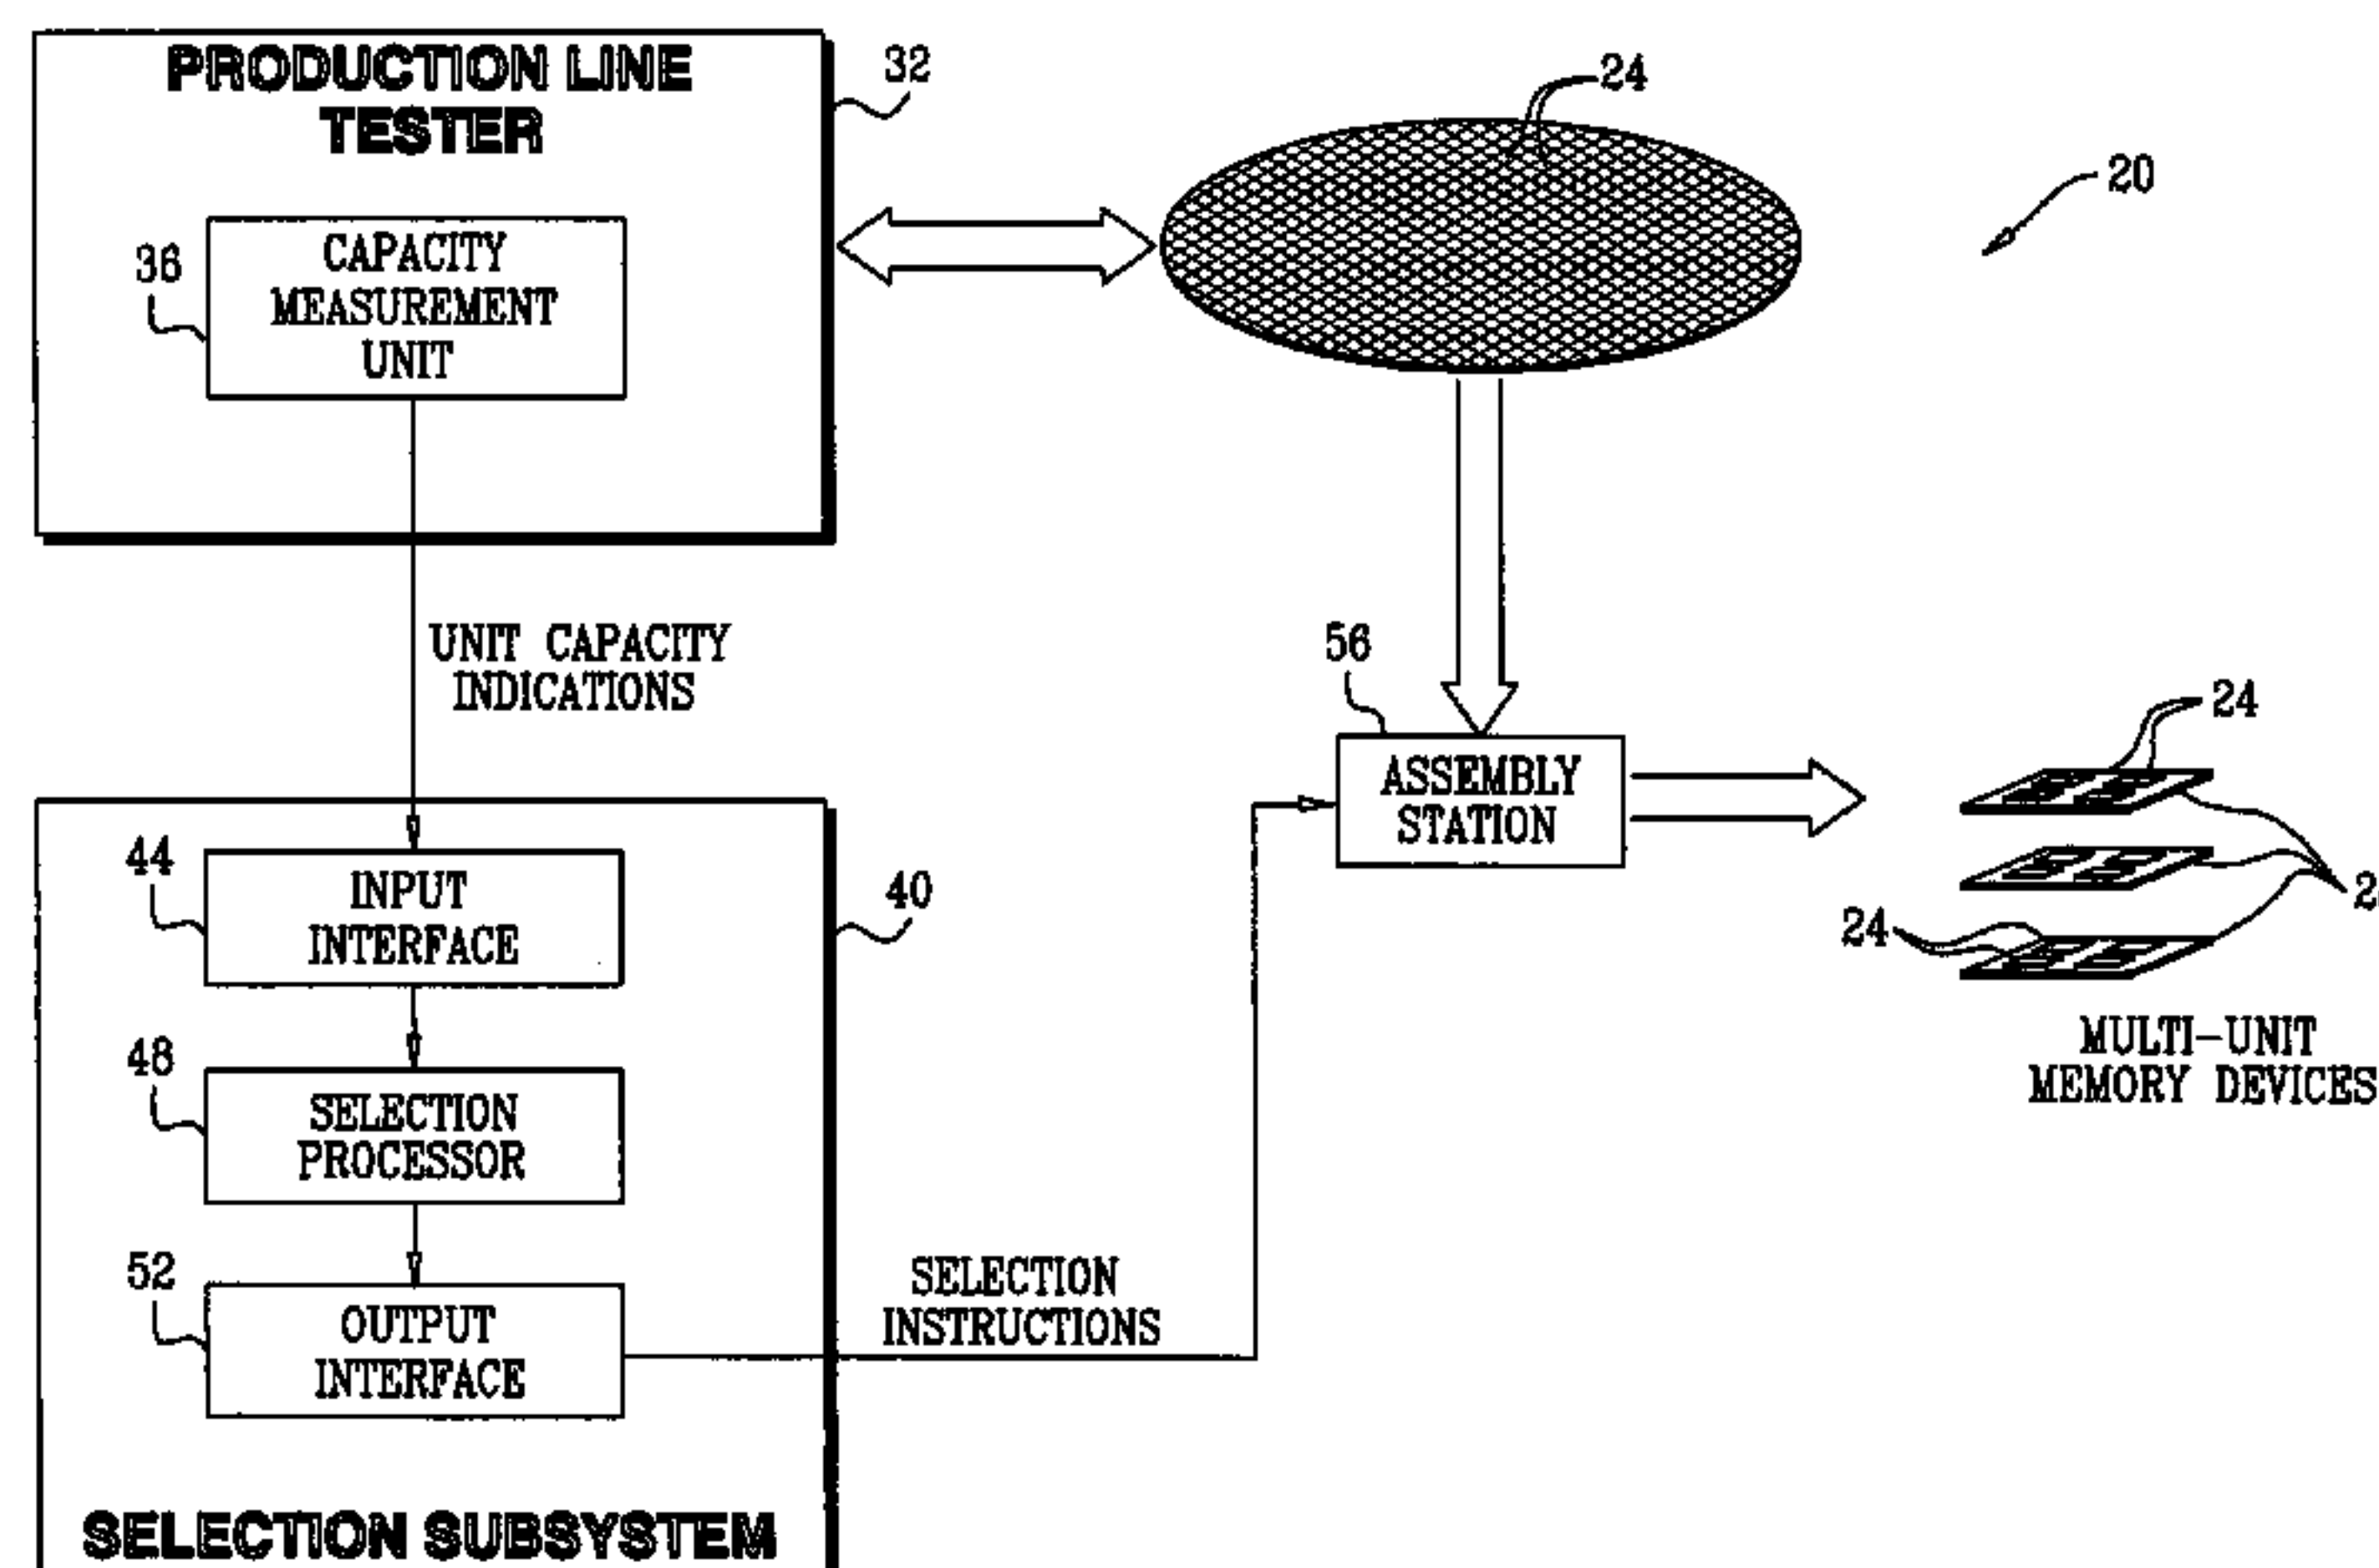 PRODUCTION LINE
TESTER
32
CAPACITY
MEASUREMENT
UNIT
36
24
20
UNIT CAPACITY
INDICATIONS
56
ASSEMBLY
STATION
24
24
44
INPUT
INTERFACE
40
48
SELECTION
PROCESSOR
MULTI-UNIT
MEMORY DEVICES
52
OUTPUT
INTERFACE
SELECTION
INSTRUCTIONS
SELECTION SUBSYSTEM